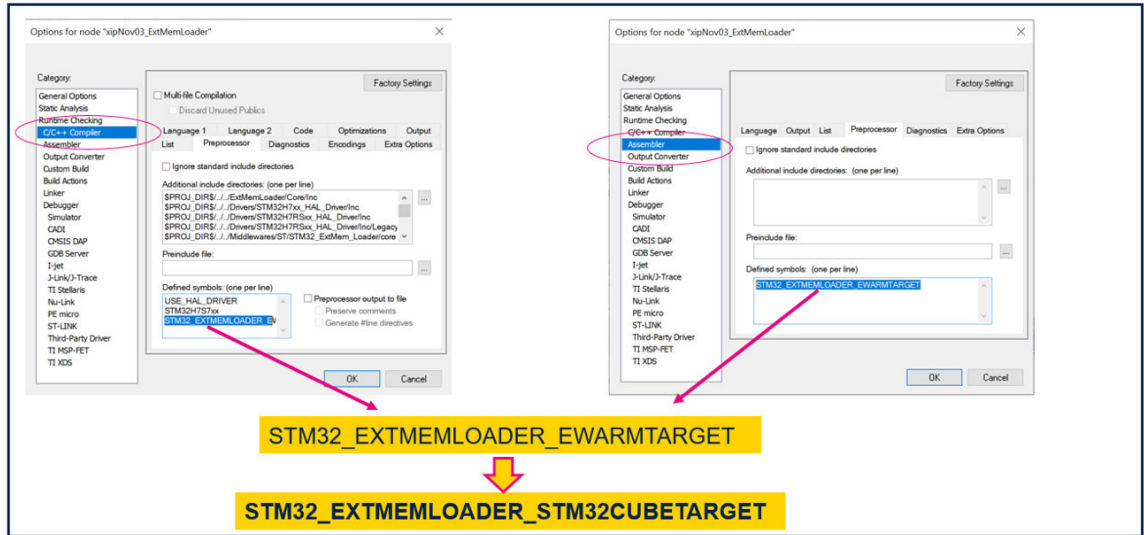 Options for node "xipNov03_ExtMemLoader"
Category:
General Options
Static Analysis
Runtime Checking
C/C++ Compiler
Assembler
Output Converter
Custom Build
Build Actions
Linker
Debugger
Simulator
CADI
CMSIS DAP
GDB Server
I-jet
J-Link/J-Trace
TI Stellaris
Nu-Link
PE micro
ST-LINK
Third-Party Driver
TI MSP-FET
TI XDS
Factory Settings
Multi-file Compilation
Discard Unused Publics
Language 1 Language 2 Code Optimizations Output
List Preprocessor Diagnostics Encodings Extra Options
Ignore standard include directories
Additional include directories: (one per line)
$PROJ_DIR$/../../ExtMemLoader/Core/Inc
$PROJ_DIR$/../../Drivers/STM32H7xx_HAL_Driver/Inc
$PROJ_DIR$/../../Drivers/STM32H7RSxx_HAL_Driver/Inc
$PROJ_DIR$/../../Drivers/STM32H7RSxx_HAL_Driver/Inc/Legacy
$PROJ_DIR$/../../Middlewares/ST/STM32_ExtMem_Loader/core
...
Preinclude file:
...
Defined symbols: (one per line)
USE_HAL_DRIVER
STM32H7S7xx
STM32_EXTMEMLOADER_EW
Preprocessor output to file
Preserve comments
Generate #line directives
OK Cancel
Options for node "xipNov03_ExtMemLoader"
Category:
General Options
Static Analysis
Runtime Checking
C/C++ Compiler
Assembler
Output Converter
Custom Build
Build Actions
Linker
Debugger
Simulator
CADI
CMSIS DAP
GDB Server
I-jet
J-Link/J-Trace
TI Stellaris
Nu-Link
PE micro
ST-LINK
Third-Party Driver
TI MSP-FET
TI XDS
Factory Settings
Language Output List Preprocessor Diagnostics Extra Options
Ignore standard include directories
Additional include directories: (one per line)
...
Preinclude file:
...
Defined symbols: (one per line)
STM32_EXTMEMLOADER_EWARMTARGET
OK Cancel
STM32_EXTMEMLOADER_EWARMTARGET
STM32_EXTMEMLOADER_STM32CUBETARGET